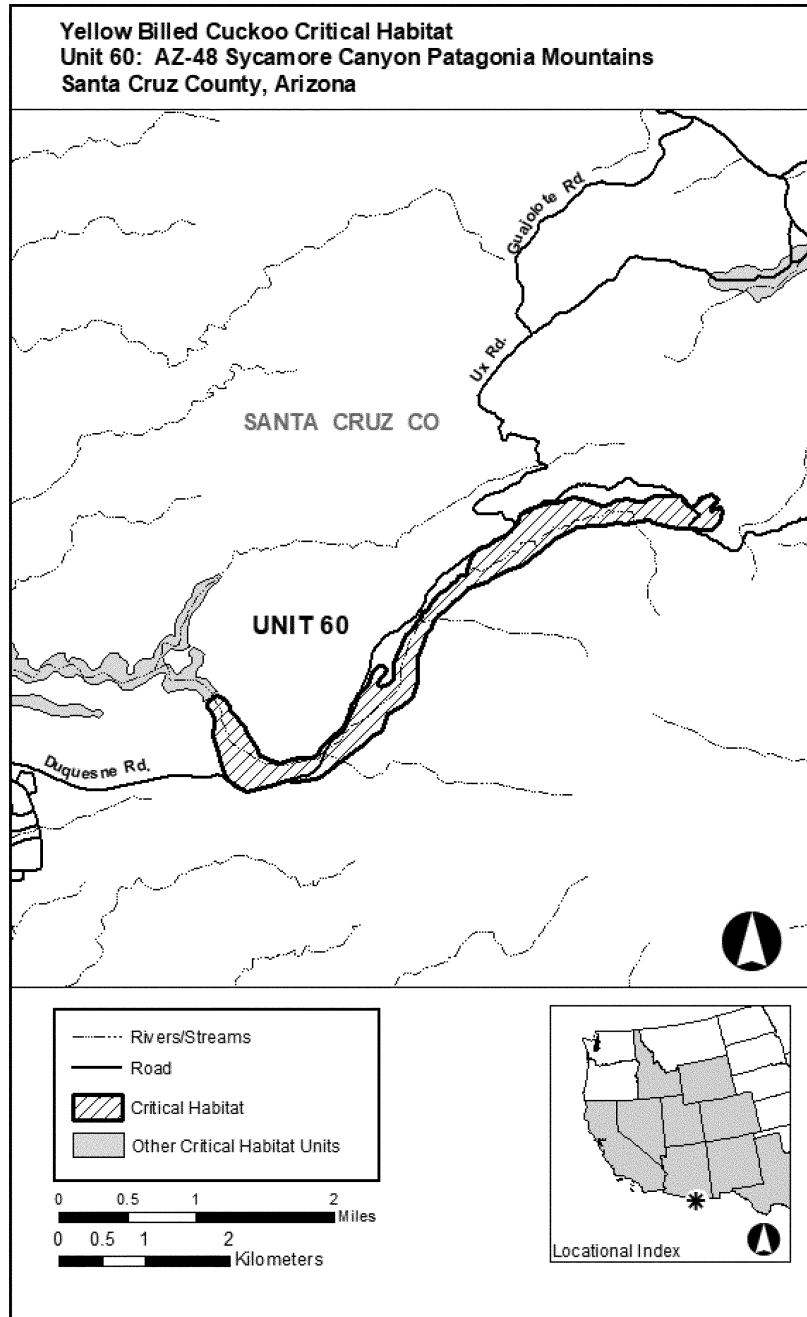 Yellow Billed Cuckoo Critical Habitat
Unit 60: AZ-48 Sycamore Canyon Patagonia Mountains
Santa Cruz County, Arizona
Guajolote Rd.
Ux Rd.
SANTA CRUZ CO
UNIT 60
Duquesne Rd.
Rivers/Streams
Road
Critical Habitat
Other Critical Habitat Units
0 0.5 1 2
Miles
0 0.5 1 2
Kilometers
Locational Index